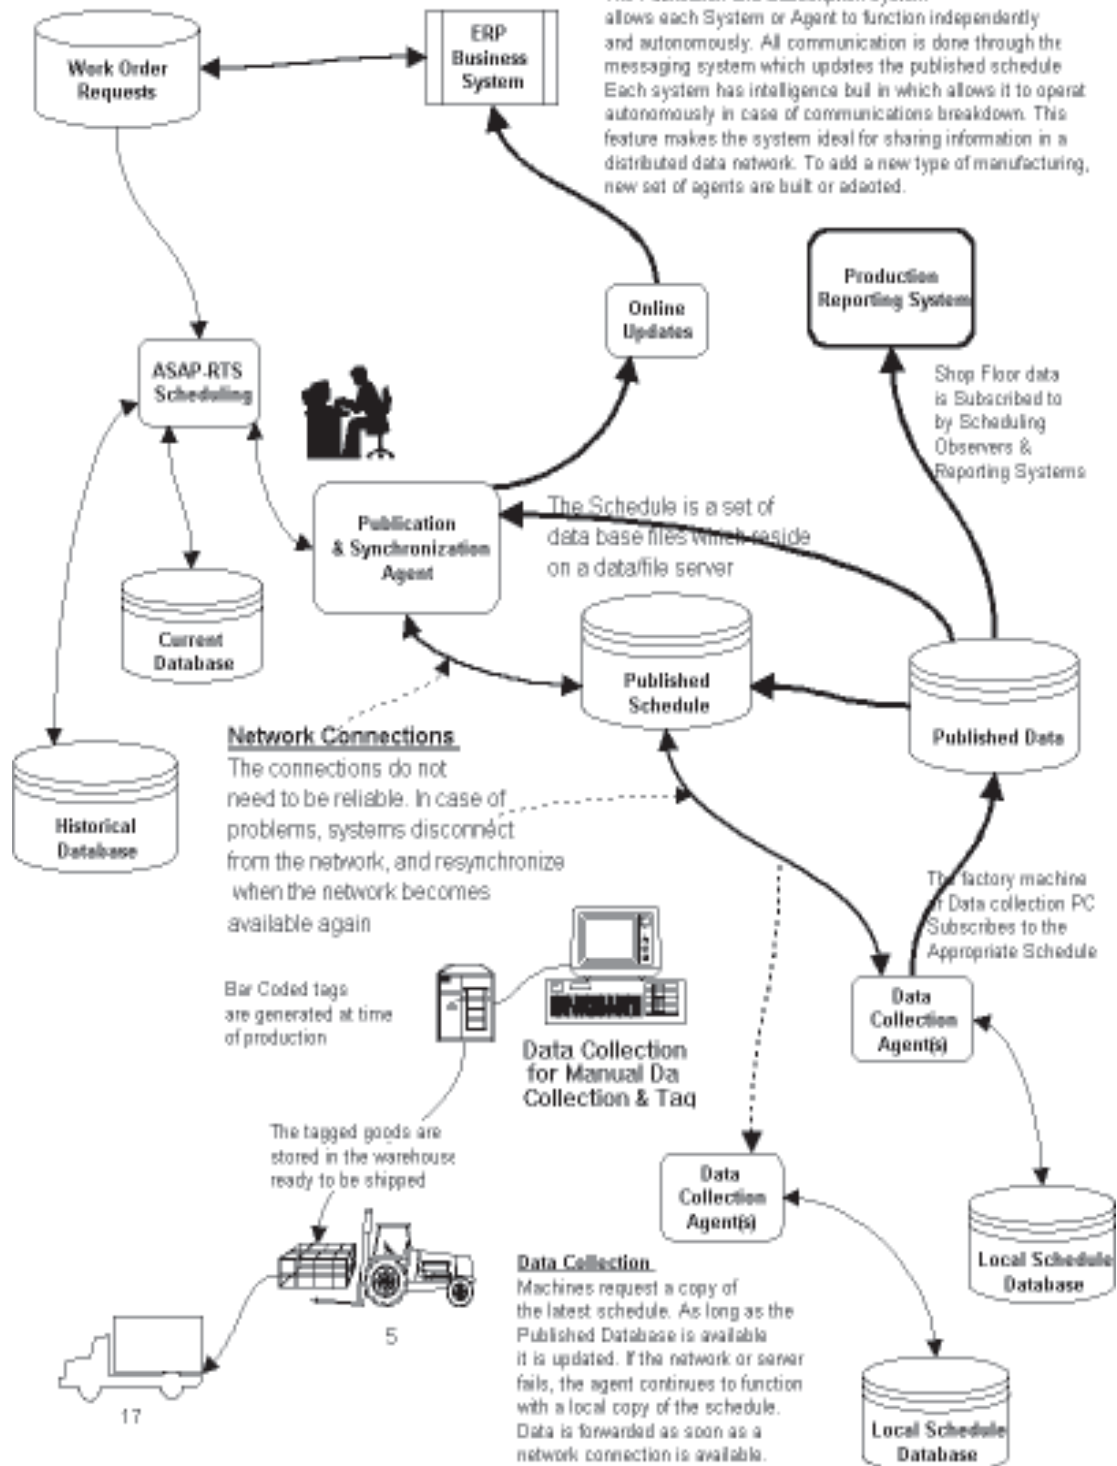 allows each System or Agent to function independently
and autonomously. All communication is done through the
messaging system which updates the published schedule
Each system has intelligence buil in which allows it to operat
autonomously in case of communications breakdown. This
feature makes the system ideal for sharing information in a
distributed data network. To add a new type of manufacturing,
new set of agents are built or adaoted.
Work Order
Requests
ERP
Business
System
Production
Reporting System
Online
Updates
ASAP-RTS
Scheduling
Shop Floor data
is Subscribed to
by Scheduling
Observers &
Reporting Systems
Publication
& Synchronization
Agent
The Schedule is a set of
data base files which reside
on a data/file server
Current
Database
Published
Schedule
Published Data
Network Connections
The connections do not
need to be reliable. In case of
problems, systems disconnect
from the network, and resynchronize
when the network becomes
available again
Historical
Database
The factory machine
of Data collection PC
Subscribes to the
Appropriate Schedule
Bar Coded tags
are generated at time
of production
Data Collection
for Manual Da
Collection & Tag
Data
Collection
Agent(s)
The tagged goods are
stored in the warehouse
ready to be shipped
Data
Collection
Agent(s)
Local Schedule
Database
5
17
Data Collection
Machines request a copy of
the latest schedule. As long as the
Published Database is available
it is updated. If the network or server
fails, the agent continues to function
with a local copy of the schedule.
Data is forwarded as soon as a
network connection is available.
Local Schedule
Database